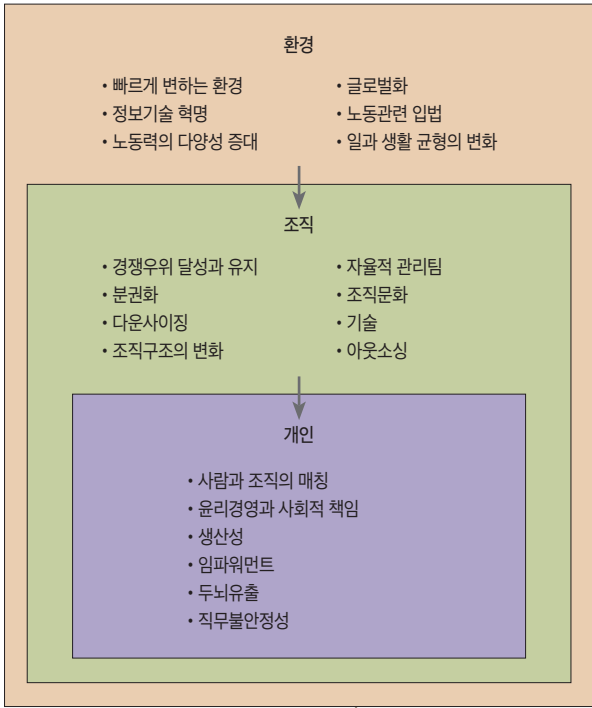 환경
• 빠르게 변하는 환경
• 정보기술 혁명
• 노동력의 다양성 증대
• 글로벌화
• 노동관련 입법
• 일과 생활 균형의 변화
조직
• 경쟁우위 달성과 유지
• 분권화
• 다운사이징
• 조직구조의 변화
• 자율적 관리팀
• 조직문화
• 기술
• 아웃소싱
개인
• 사람과 조직의 매칭
• 윤리경영과 사회적 책임
• 생산성
• 임파워먼트
• 두뇌유출
• 직무불안정성